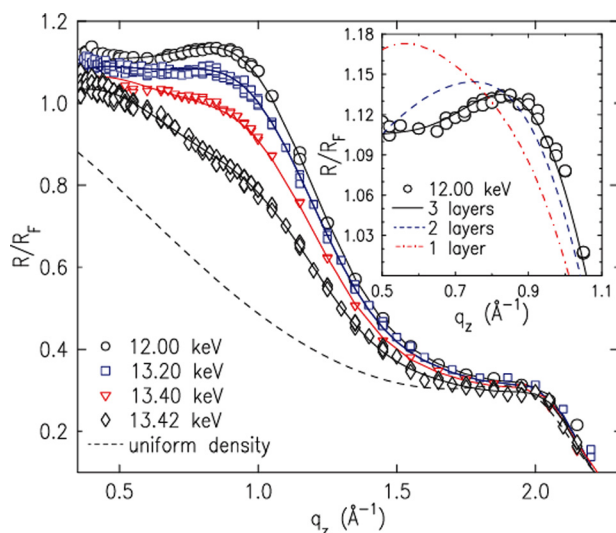 1.2
1.0
0.8
0.6
0.4
0.2
R/R_F
0.5
1.0
1.5
2.0
q_z (Å⁻¹)
12.00 keV
13.20 keV
13.40 keV
13.42 keV
uniform density
1.18
1.15
1.12
1.09
1.06
1.03
R/R_F
12.00 keV
3 layers
2 layers
1 layer
0.5
0.7
0.9
1.1
q_z (Å⁻¹)